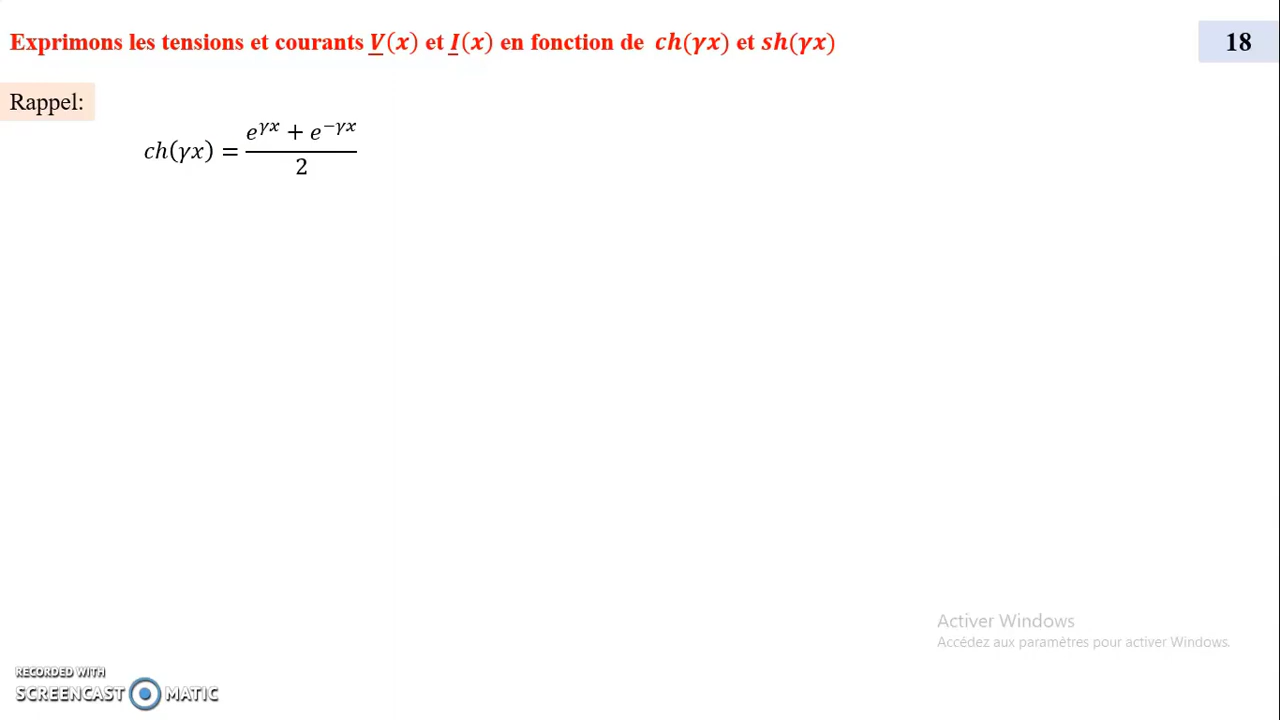 Exprimons les tensions et courants V(x) et I(x) en fonction de ch(γx) et sh(γx)
18
Rappel:
ch(γx) = (e^{γx} + e^{−γx}) / 2
Activer Windows
Accédez aux paramètres pour activer Windows.
RECORDED WITH
SCREENCAST MATIC